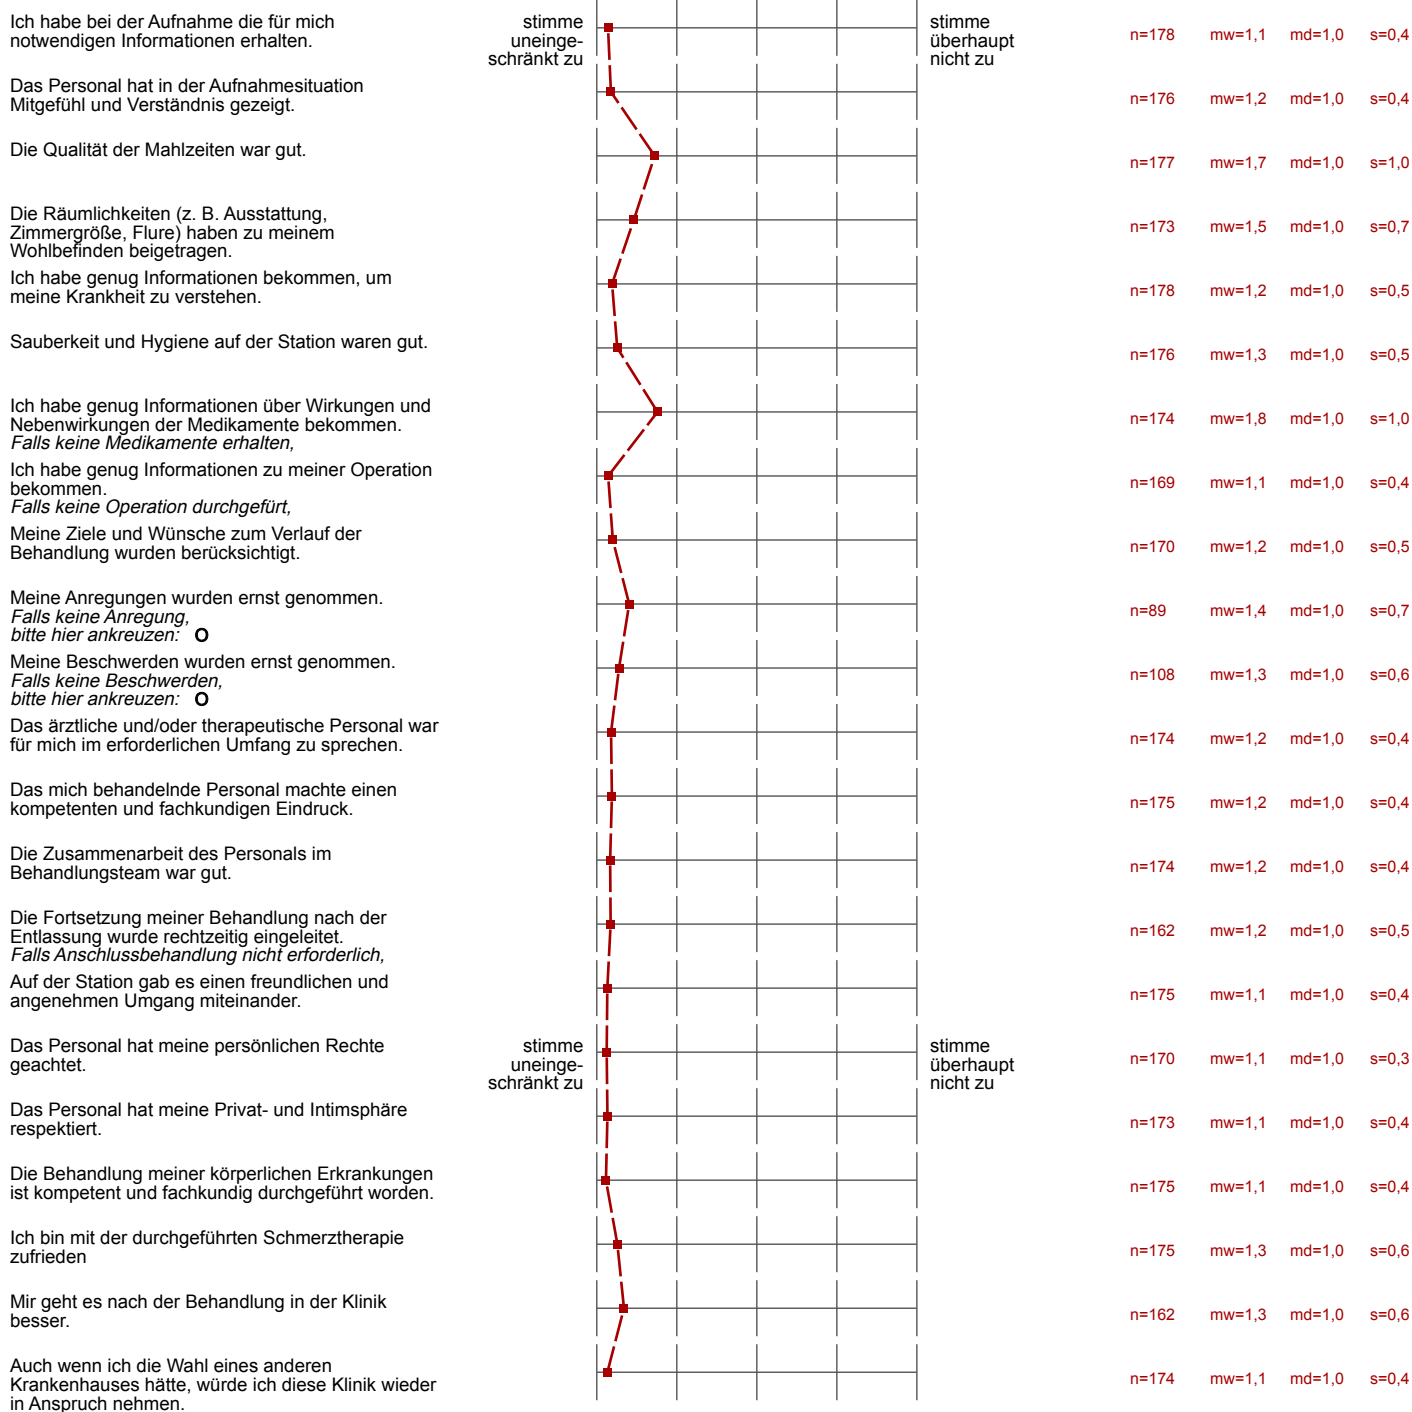 Ich habe bei der Aufnahme die für mich
notwendigen Informationen erhalten.
stimme
uneinge-
schränkt zu
stimme
überhaupt
nicht zu
n=178 mw=1,1 md=1,0 s=0,4
Das Personal hat in der Aufnahmesituation
Mitgefühl und Verständnis gezeigt.
n=176 mw=1,2 md=1,0 s=0,4
Die Qualität der Mahlzeiten war gut.
n=177 mw=1,7 md=1,0 s=1,0
Die Räumlichkeiten (z. B. Ausstattung,
Zimmergröße, Flure) haben zu meinem
Wohlbefinden beigetragen.
n=173 mw=1,5 md=1,0 s=0,7
Ich habe genug Informationen bekommen, um
meine Krankheit zu verstehen.
n=178 mw=1,2 md=1,0 s=0,5
Sauberkeit und Hygiene auf der Station waren gut.
n=176 mw=1,3 md=1,0 s=0,5
Ich habe genug Informationen über Wirkungen und
Nebenwirkungen der Medikamente bekommen.
Falls keine Medikamente erhalten,
n=174 mw=1,8 md=1,0 s=1,0
Ich habe genug Informationen zu meiner Operation
bekommen.
Falls keine Operation durchgefürt,
n=169 mw=1,1 md=1,0 s=0,4
Meine Ziele und Wünsche zum Verlauf der
Behandlung wurden berücksichtigt.
n=170 mw=1,2 md=1,0 s=0,5
Meine Anregungen wurden ernst genommen.
Falls keine Anregung,
bitte hier ankreuzen: O
n=89 mw=1,4 md=1,0 s=0,7
Meine Beschwerden wurden ernst genommen.
Falls keine Beschwerden,
bitte hier ankreuzen: O
n=108 mw=1,3 md=1,0 s=0,6
Das ärztliche und/oder therapeutische Personal war
für mich im erforderlichen Umfang zu sprechen.
n=174 mw=1,2 md=1,0 s=0,4
Das mich behandelnde Personal machte einen
kompetenten und fachkundigen Eindruck.
n=175 mw=1,2 md=1,0 s=0,4
Die Zusammenarbeit des Personals im
Behandlungsteam war gut.
n=174 mw=1,2 md=1,0 s=0,4
Die Fortsetzung meiner Behandlung nach der
Entlassung wurde rechtzeitig eingeleitet.
Falls Anschlussbehandlung nicht erforderlich,
n=162 mw=1,2 md=1,0 s=0,5
Auf der Station gab es einen freundlichen und
angenehmen Umgang miteinander.
n=175 mw=1,1 md=1,0 s=0,4
Das Personal hat meine persönlichen Rechte
geachtet.
stimme
uneinge-
schränkt zu
stimme
überhaupt
nicht zu
n=170 mw=1,1 md=1,0 s=0,3
Das Personal hat meine Privat- und Intimsphäre
respektiert.
n=173 mw=1,1 md=1,0 s=0,4
Die Behandlung meiner körperlichen Erkrankungen
ist kompetent und fachkundig durchgeführt worden.
n=175 mw=1,1 md=1,0 s=0,4
Ich bin mit der durchgeführten Schmerztherapie
zufrieden
n=175 mw=1,3 md=1,0 s=0,6
Mir geht es nach der Behandlung in der Klinik
besser.
n=162 mw=1,3 md=1,0 s=0,6
Auch wenn ich die Wahl eines anderen
Krankenhauses hätte, würde ich diese Klinik wieder
in Anspruch nehmen.
n=174 mw=1,1 md=1,0 s=0,4